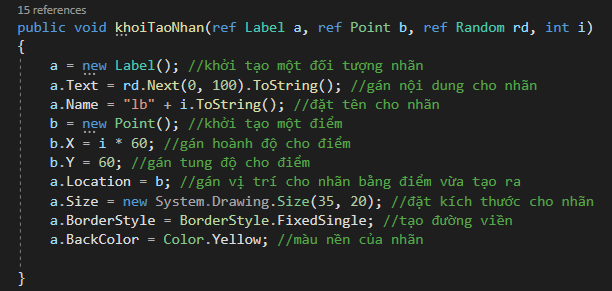 15 references
public void khoiTaoNhan(ref Label a, ref Point b, ref Random rd, int i)
{
a = new Label(); //khởi tạo một đối tượng nhãn
a.Text = rd.Next(0, 100).ToString(); //gán nội dung cho nhãn
a.Name = "lb" + i.ToString(); //đặt tên cho nhãn
b = new Point(); //khởi tạo một điểm
b.X = i * 60; //gán hoành độ cho điểm
b.Y = 60; //gán tung độ cho điểm
a.Location = b; //gán vị trí cho nhãn bằng điểm vừa tạo ra
a.Size = new System.Drawing.Size(35, 20); //đặt kích thước cho nhãn
a.BorderStyle = BorderStyle.FixedSingle; //tạo đường viền
a.BackColor = Color.Yellow; //màu nền của nhãn
}